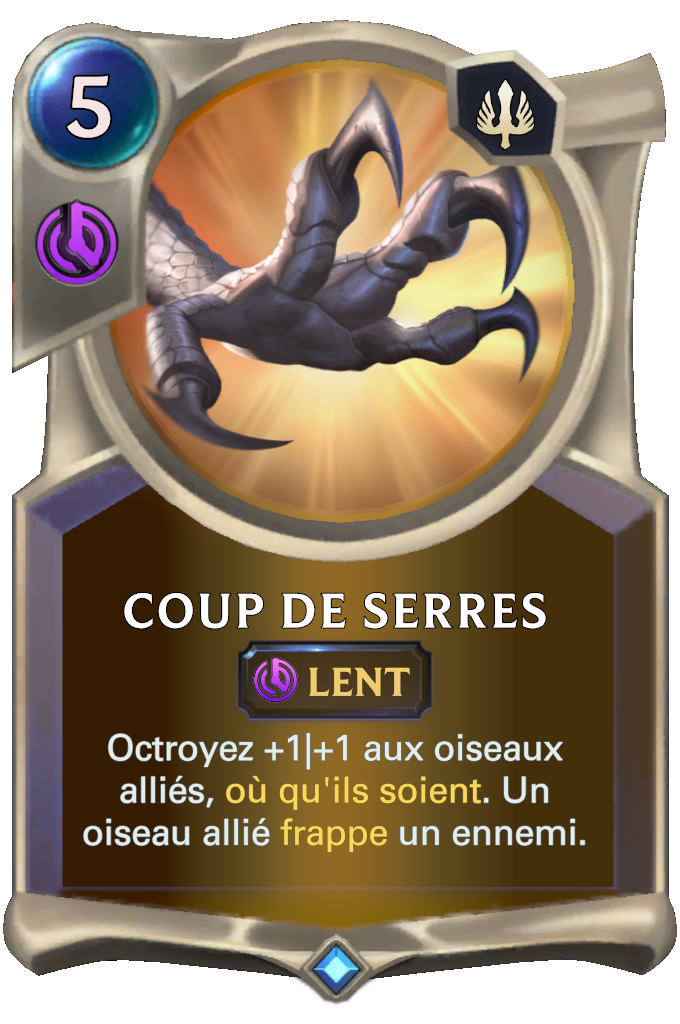 5
COUP DE SERRES
LENT
Octroyez +1|+1 aux oiseaux
alliés, où qu'ils soient. Un
oiseau allié frappe un ennemi.